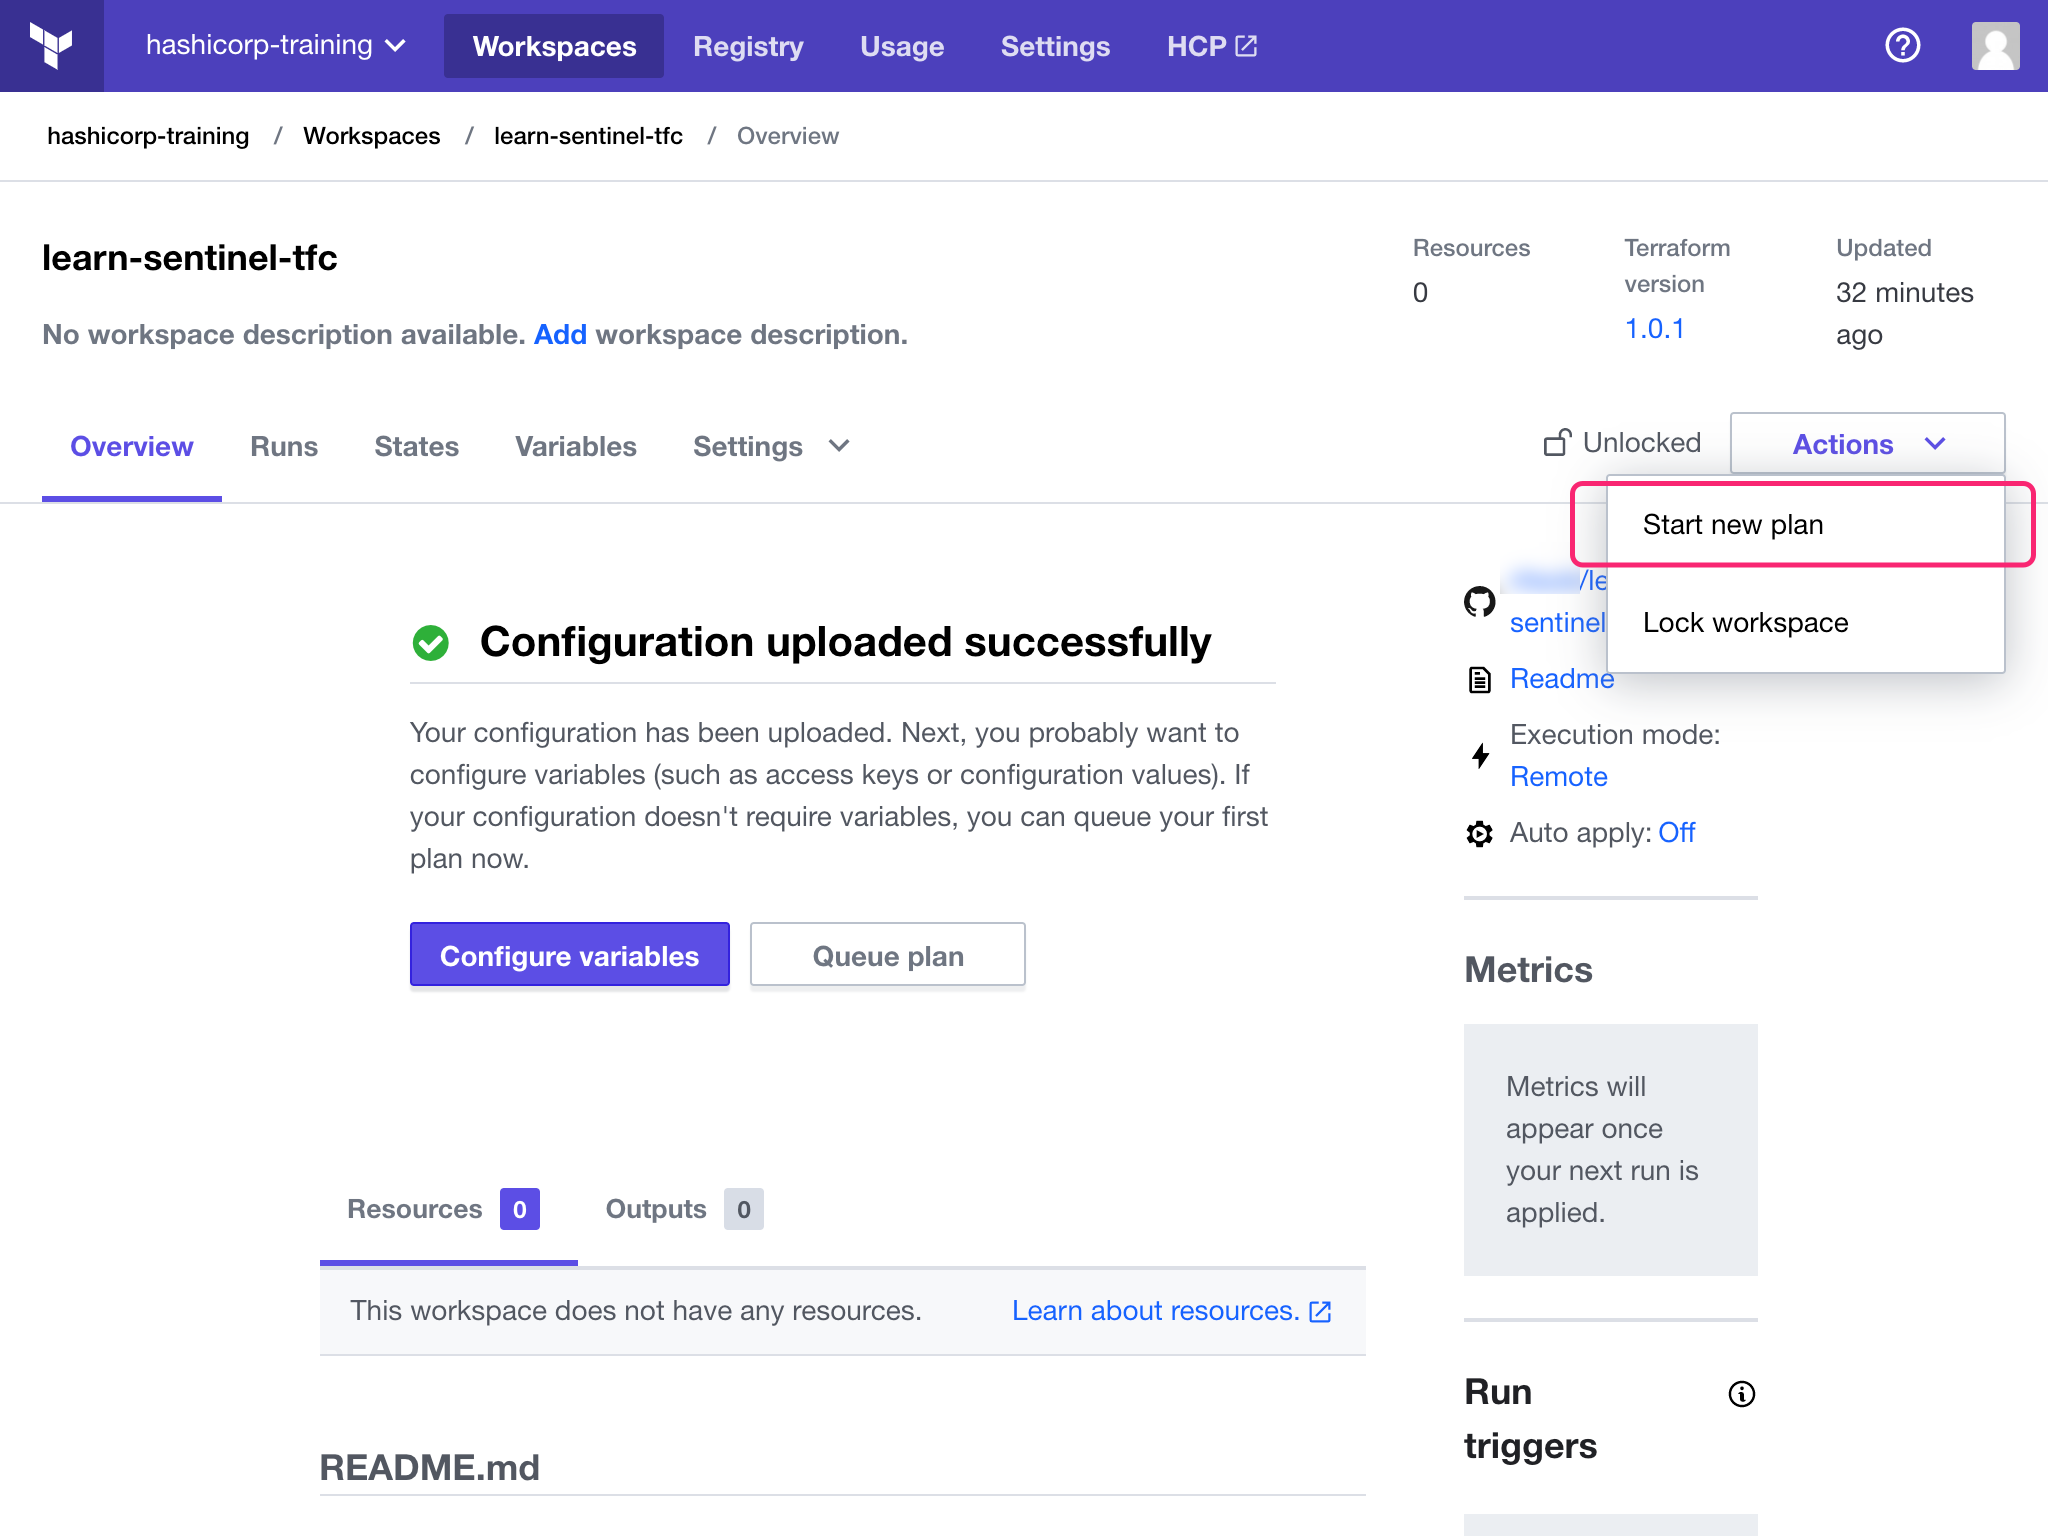 hashicorp-training
Workspaces
Registry
Usage
Settings
HCP
hashicorp-training / Workspaces / learn-sentinel-tfc / Overview
learn-sentinel-tfc
No workspace description available. Add workspace description.
Resources
0
Terraform
version
1.0.1
Updated
32 minutes
ago
Overview
Runs
States
Variables
Settings
Unlocked
Actions
Start new plan
Lock workspace
Configuration uploaded successfully
Your configuration has been uploaded. Next, you probably want to
configure variables (such as access keys or configuration values). If
your configuration doesn't require variables, you can queue your first
plan now.
Configure variables
Queue plan
/le
sentinel
Readme
Execution mode:
Remote
Auto apply: Off
Metrics
Metrics will
appear once
your next run is
applied.
Resources 0
Outputs 0
This workspace does not have any resources.
Learn about resources.
Run
triggers
README.md